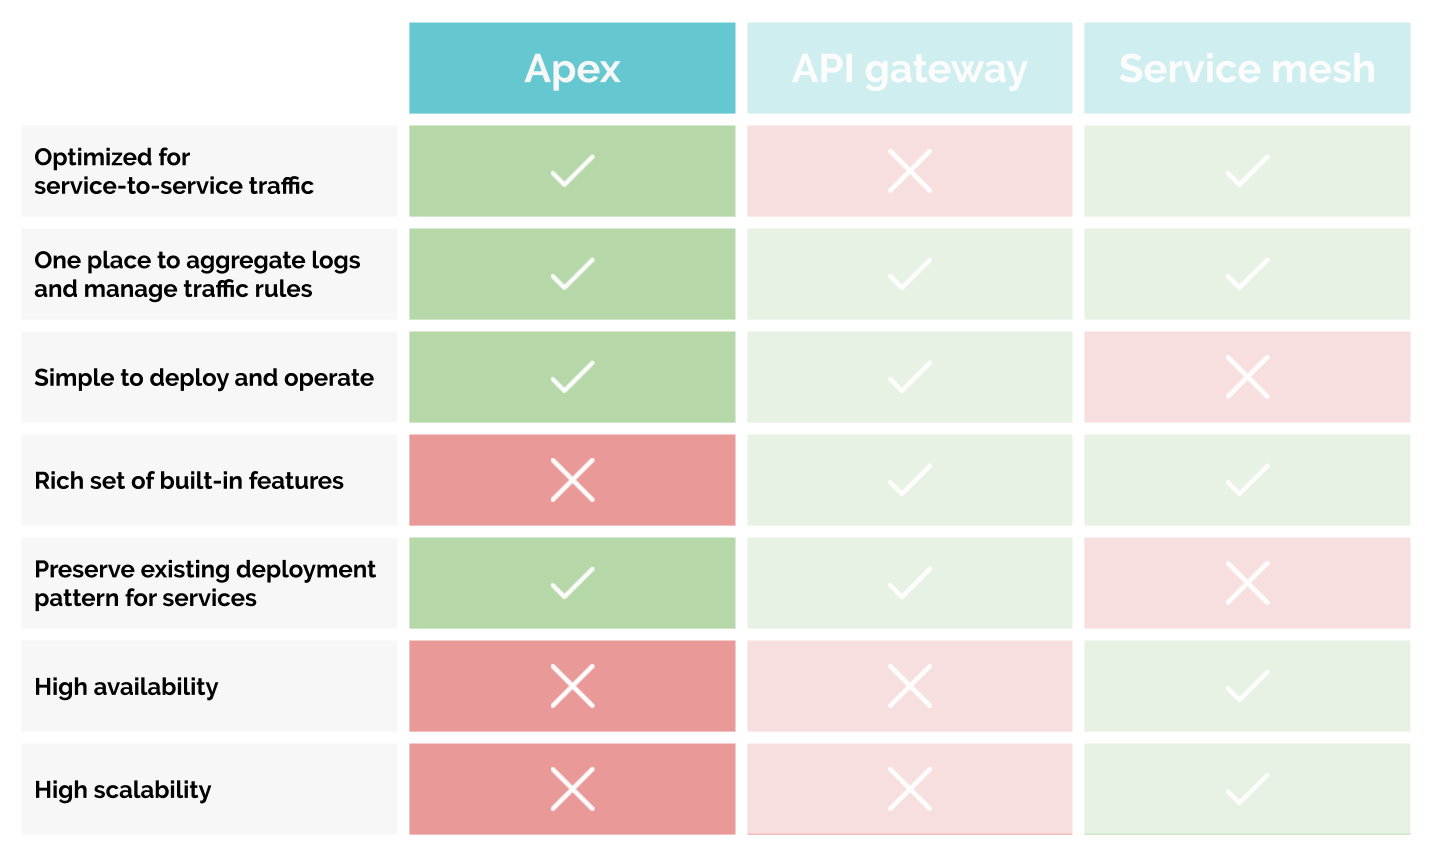 Apex
API gateway
Service mesh
Optimized for
service-to-service traffic
One place to aggregate logs
and manage traffic rules
Simple to deploy and operate
Rich set of built-in features
Preserve existing deployment
pattern for services
High availability
High scalability